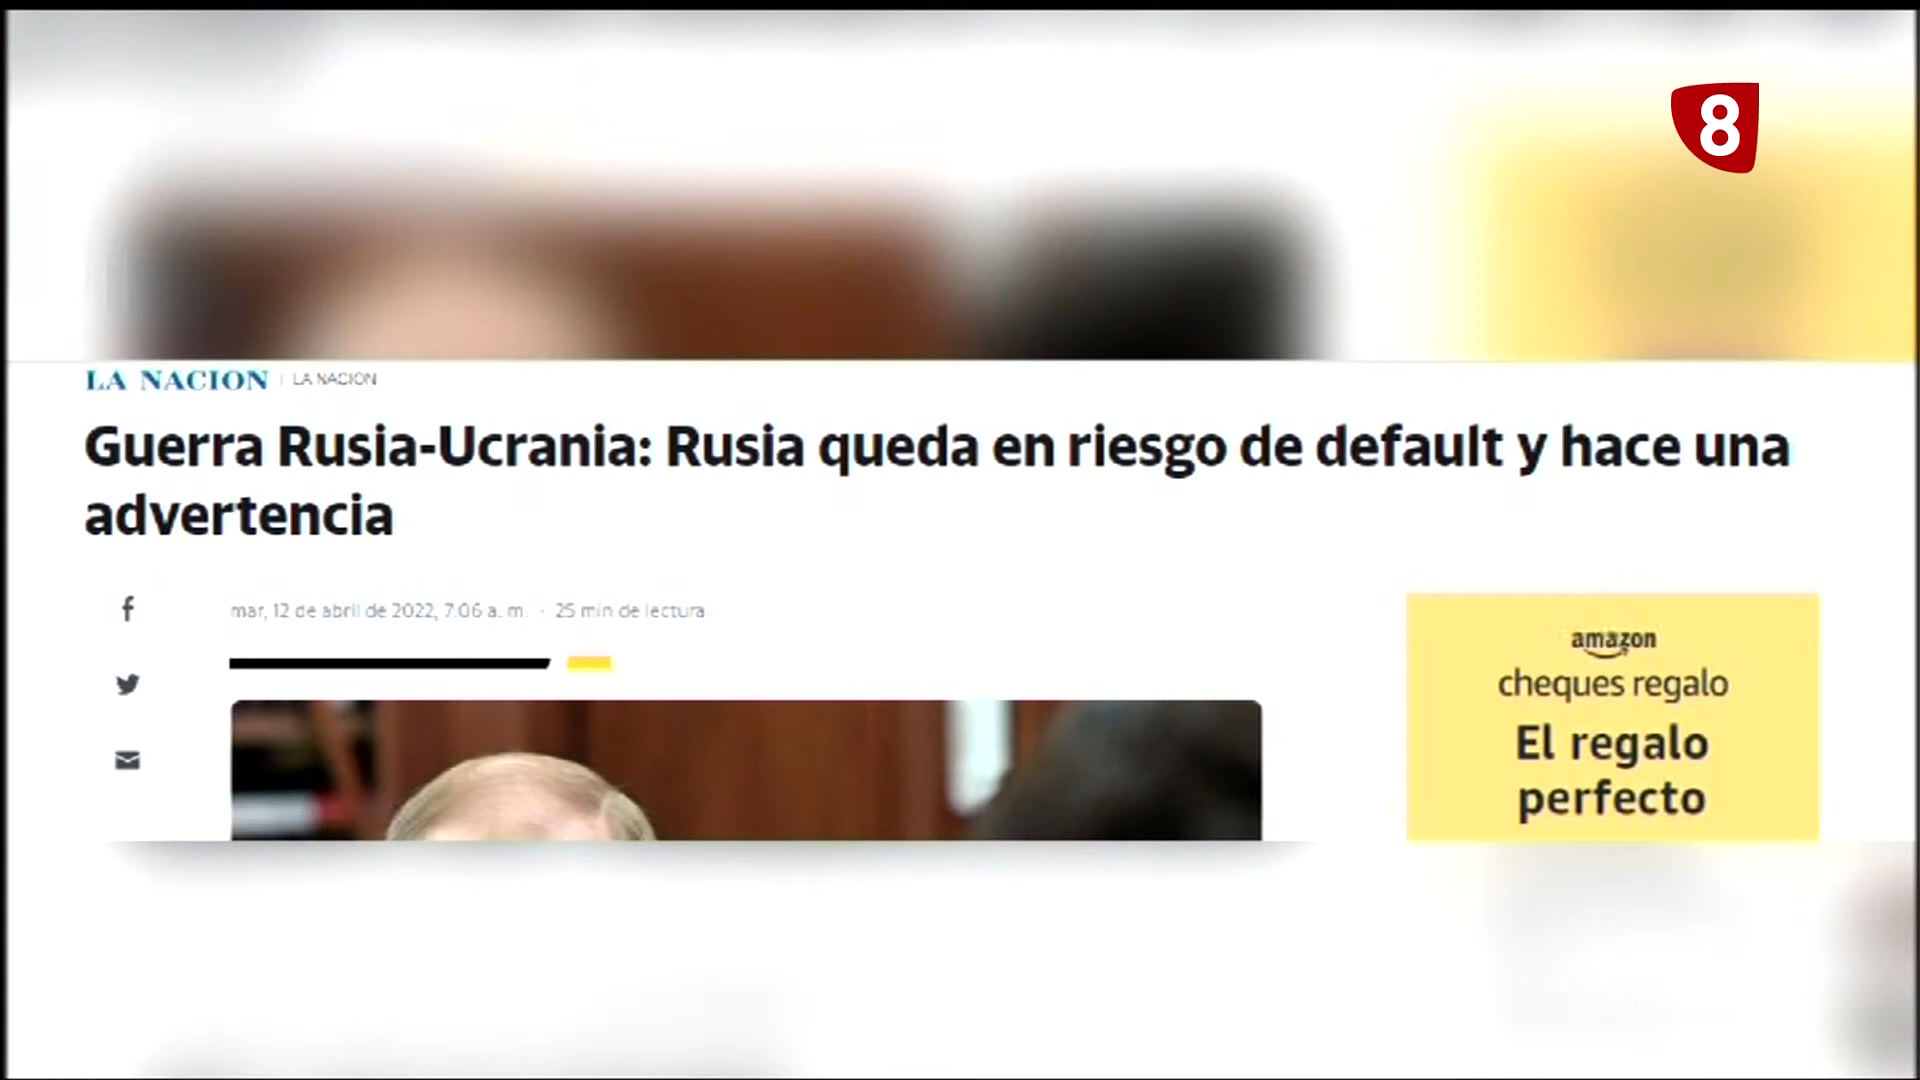 8
LA NACION | LA NACION
Guerra Rusia-Ucrania: Rusia queda en riesgo de default y hace una
advertencia
mar, 12 de abril de 2022, 7:06 a. m. · 25 min de lectura
amazon
cheques regalo
El regalo
perfecto